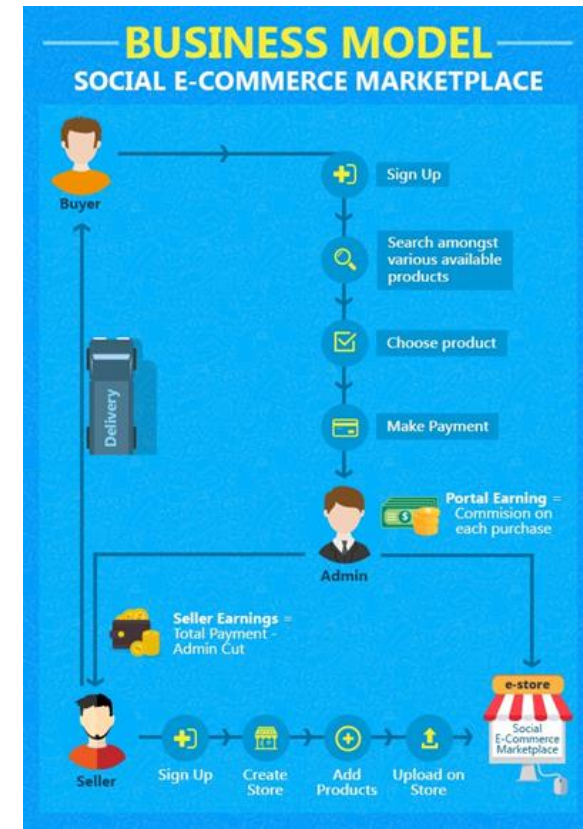 BUSINESS MODEL
SOCIAL E-COMMERCE MARKETPLACE
Buyer
Sign Up
Search amongst
various available
products
Choose product
Delivery
Make Payment
Portal Earning =
Commision on
each purchase
Admin
Seller Earnings =
Total Payment -
Admin Cut
e-store
Social
E-Commerce
Marketplace
Seller
Sign Up
Create
Store
Add
Products
Upload on
Store